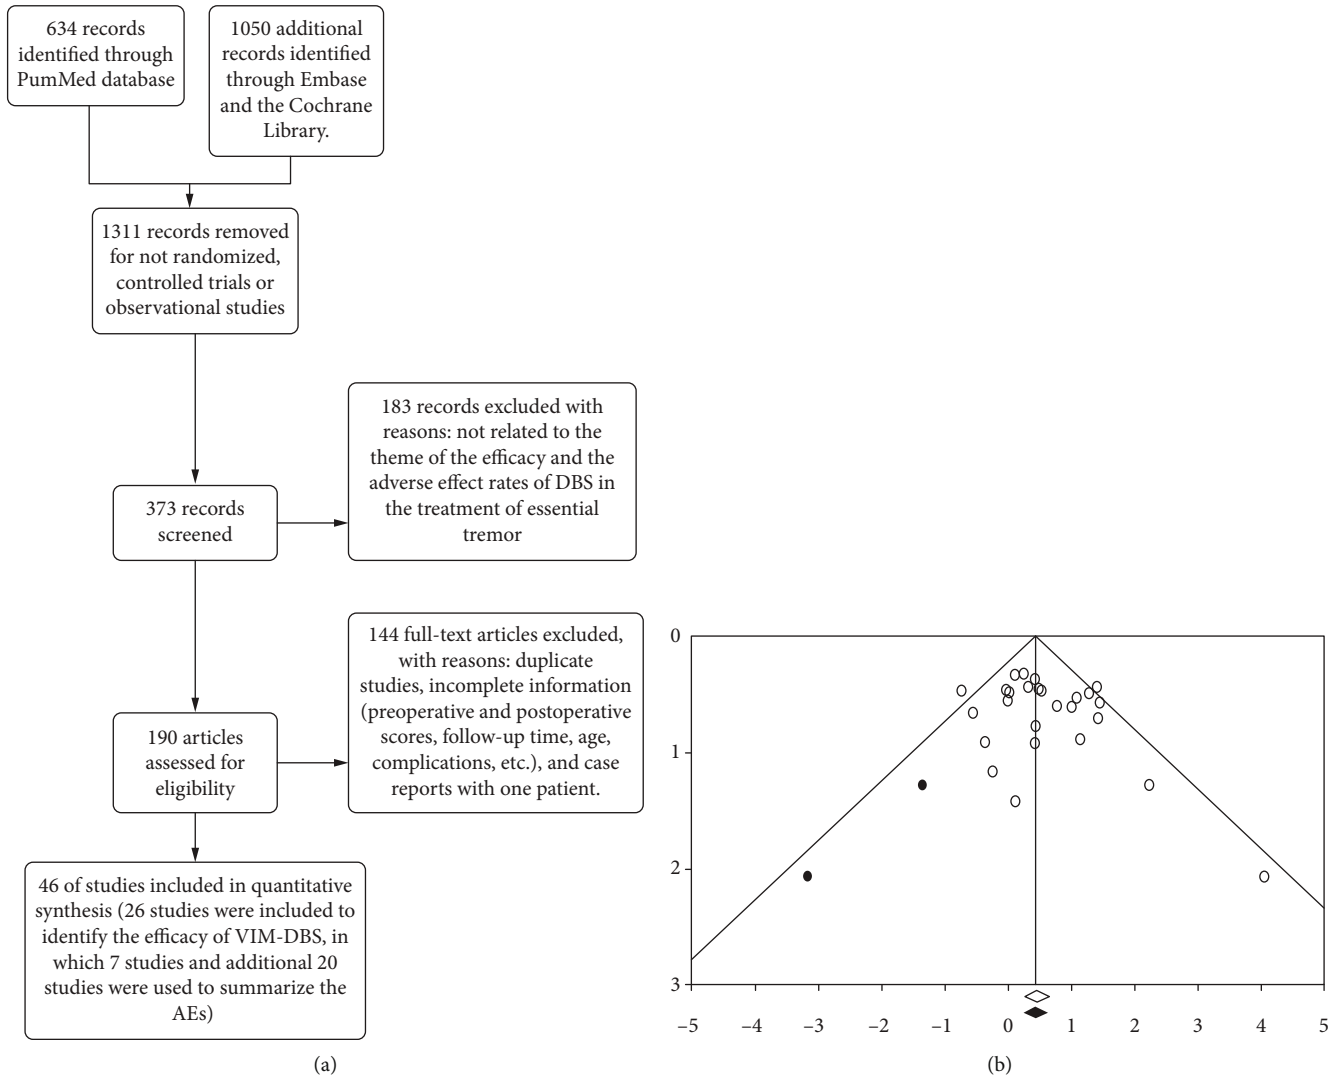 634 records
identified through
PumMed database
1050 additional
records identified
through Embase
and the Cochrane
Library.
1311 records removed
for not randomized,
controlled trials or
observational studies
183 records excluded with
reasons: not related to the
theme of the efficacy and the
adverse effect rates of DBS in
the treatment of essential
tremor
373 records
screened
144 full-text articles excluded,
with reasons: duplicate
studies, incomplete information
(preoperative and postoperative
scores, follow-up time, age,
complications, etc.), and case
reports with one patient.
190 articles
assessed for
eligibility
46 of studies included in quantitative
synthesis (26 studies were included to
identify the efficacy of VIM-DBS, in
which 7 studies and additional 20
studies were used to summarize the
AEs)
(a)
0
1
2
3
–5 –4 –3 –2 –1 0 1 2 3 4 5
(b)